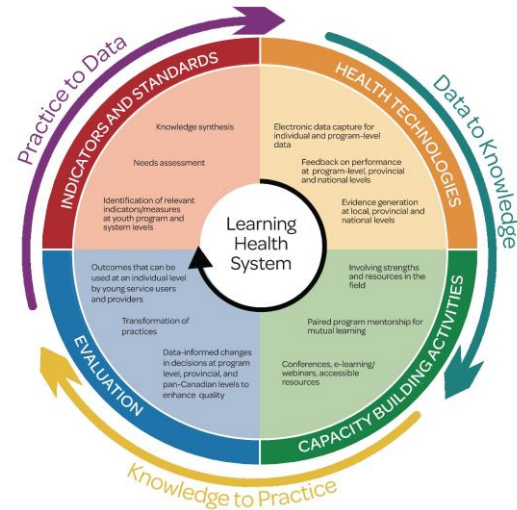 Practice to Data
Data to Knowledge
Knowledge to Practice
INDICATORS AND STANDARDS
Knowledge synthesis
Needs assessment
Identification of relevant
indicators/measures
at youth program and
system levels
HEALTH TECHNOLOGIES
Electronic data capture for
individual and program-level
data
Feedback on performance
at program-level, provincial
and national levels
Evidence generation
at local, provincial and
national levels
Learning
Health
System
CAPACITY BUILDING ACTIVITIES
Involving strengths
and resources in the
field
Paired program mentorship for
mutual learning
Conferences, e-learning/
webinars, accessible
resources
EVALUATION
Outcomes that can be
used at an individual level
by young service users
and providers
Transformation of
practices
Data-informed changes
in decisions at program
level, provincial, and
pan-Canadian levels to
enhance quality